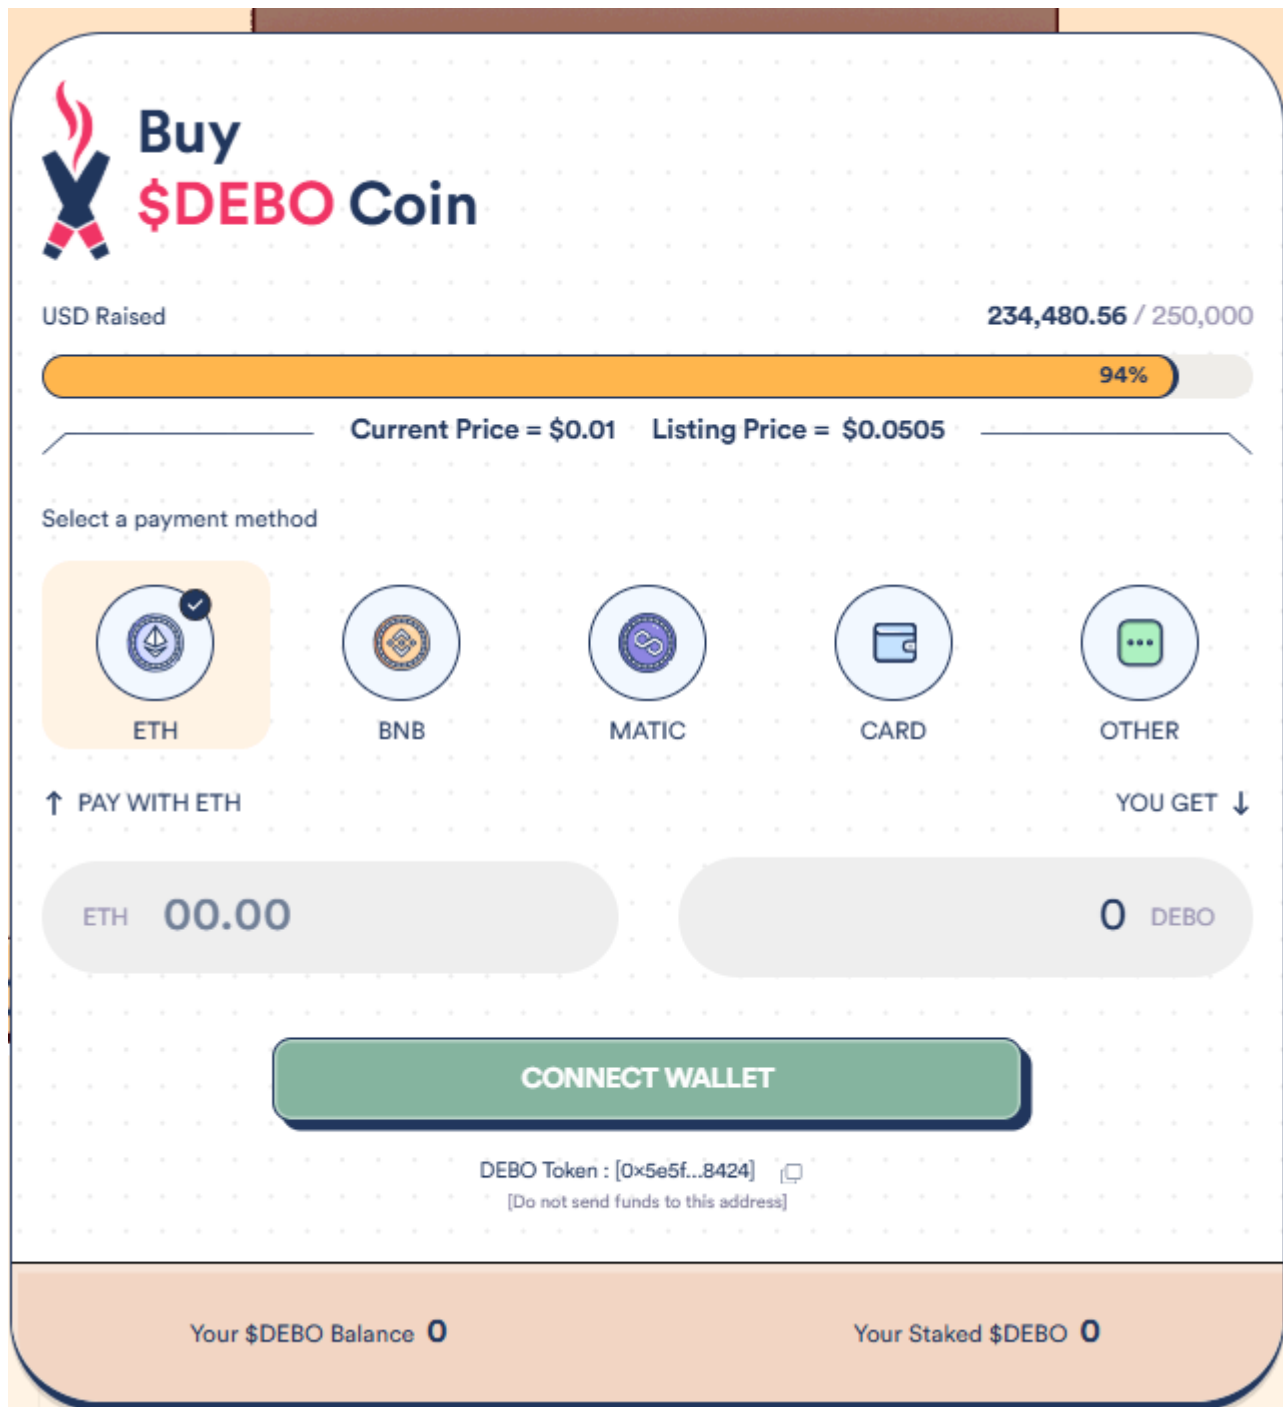 Buy
$DEBO Coin
USD Raised 234,480.56 / 250,000
94%
Current Price = $0.01 Listing Price = $0.0505
Select a payment method
ETH BNB MATIC CARD OTHER
↑ PAY WITH ETH YOU GET ↓
ETH 00.00 0 DEBO
CONNECT WALLET
DEBO Token : [0x5e5f...8424]
[Do not send funds to this address]
Your $DEBO Balance 0 Your Staked $DEBO 0